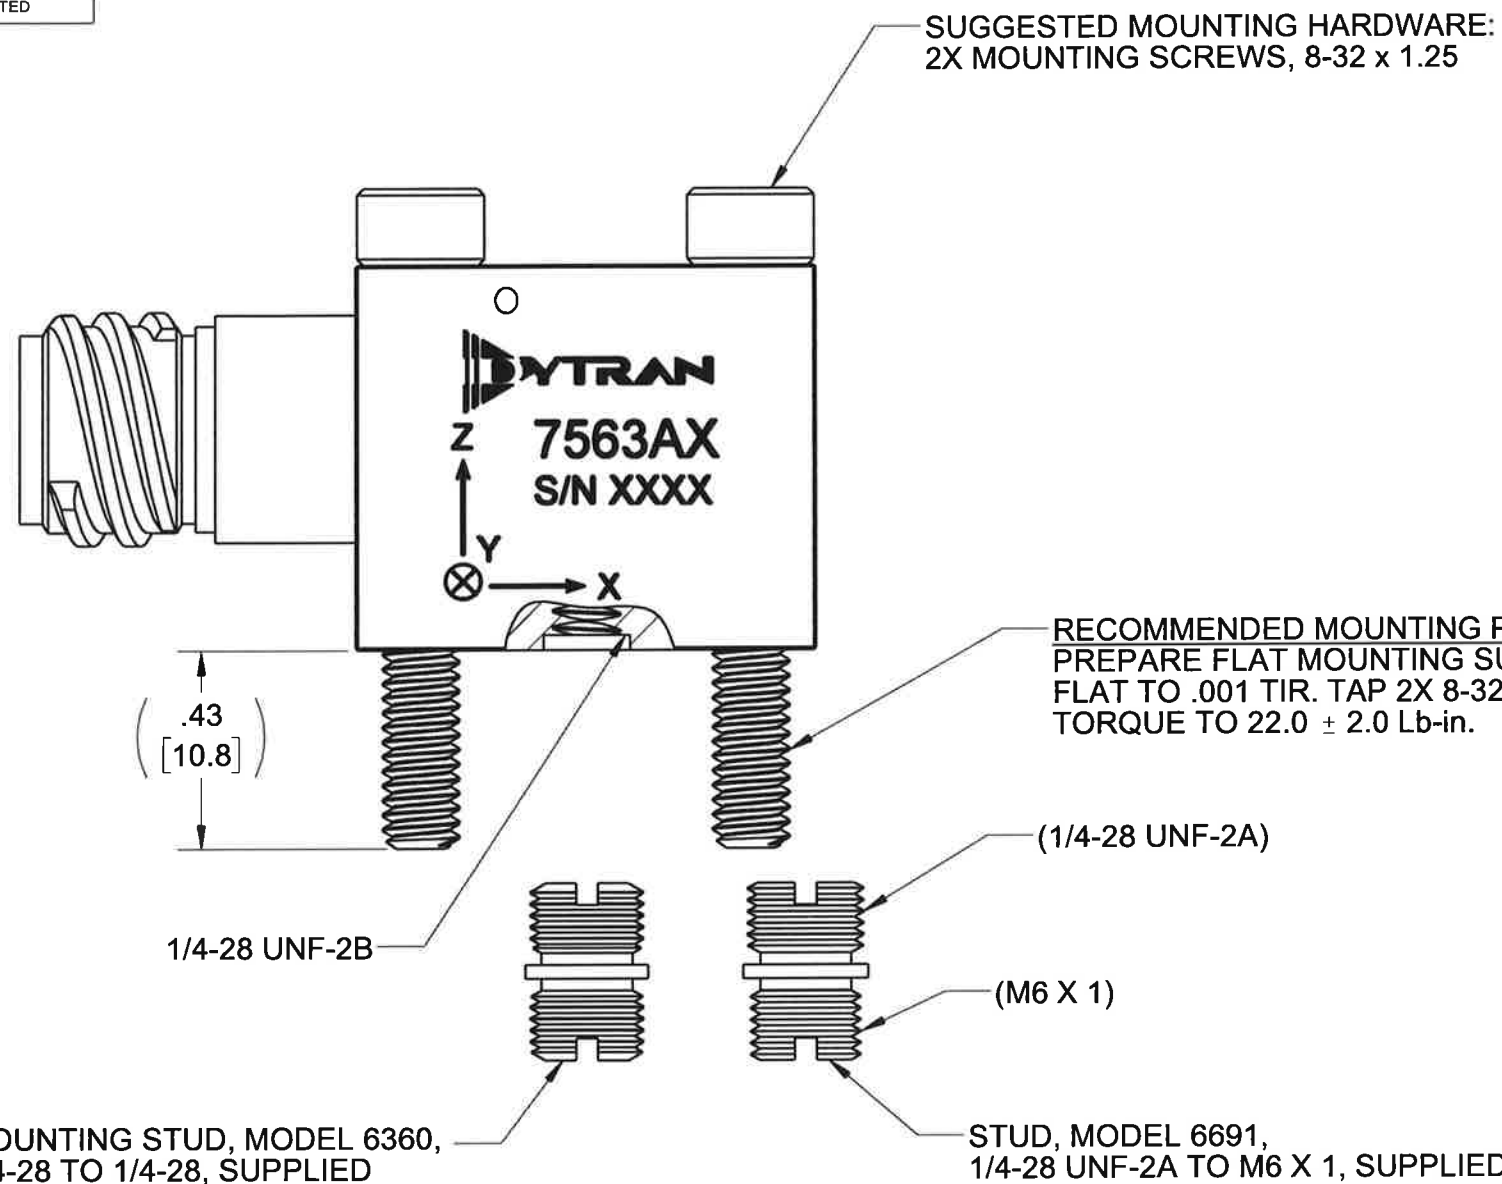 TED
SUGGESTED MOUNTING HARDWARE:
2X MOUNTING SCREWS, 8-32 x 1.25
DYTRAN
7563AX
S/N XXXX
Z
Y
X
RECOMMENDED MOUNTING
PREPARE FLAT MOUNTING
FLAT TO .001 TIR. TAP 2X 8-32
TORQUE TO 22.0 ± 2.0 Lb-in.
.43
[10.8]
(1/4-28 UNF-2A)
1/4-28 UNF-2B
(M6 X 1)
OUNTING STUD, MODEL 6360,
4-28 TO 1/4-28, SUPPLIED
STUD, MODEL 6691,
1/4-28 UNF-2A TO M6 X 1, SUPPLIED